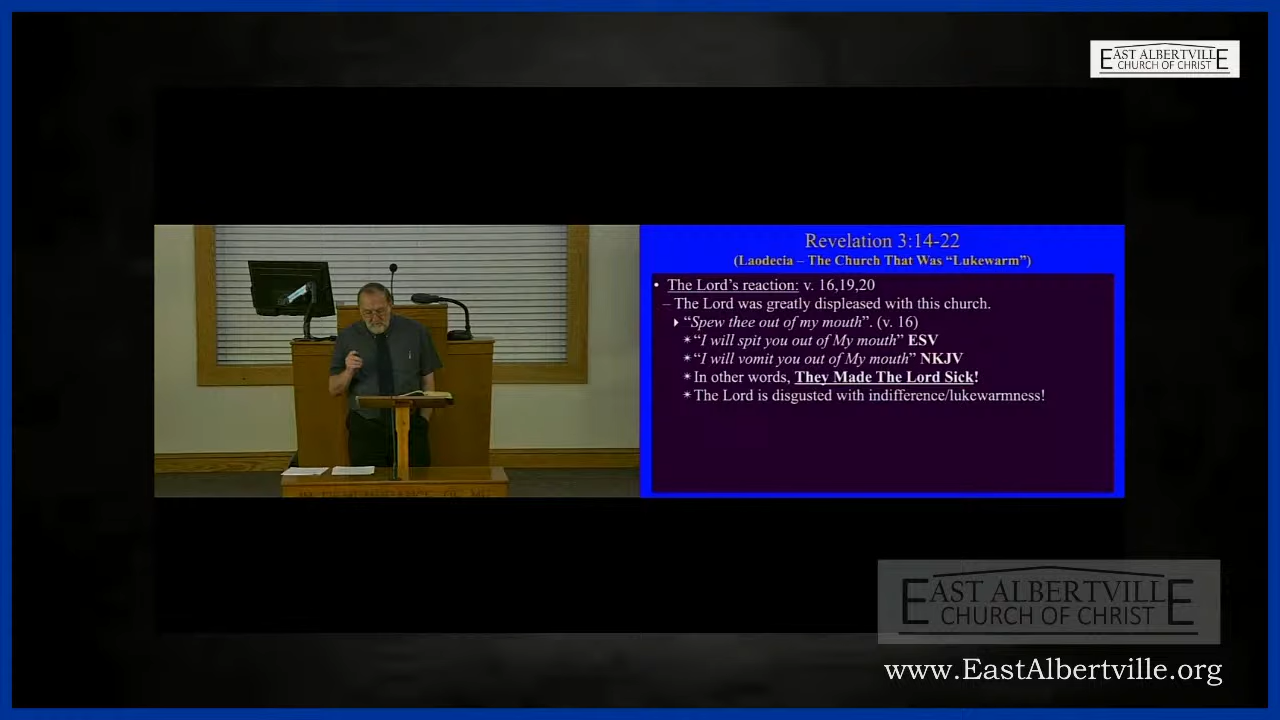 EAST ALBERTVILLE
CHURCH OF CHRIST
Revelation 3:14-22
(Laodecia – The Church That Was “Lukewarm”)
• The Lord’s reaction: v. 16,19,20
– The Lord was greatly displeased with this church.
“Spew thee out of my mouth”. (v. 16)
*“I will spit you out of My mouth” ESV
*“I will vomit you out of My mouth” NKJV
*In other words, They Made The Lord Sick!
*The Lord is disgusted with indifference/lukewarmness!
EAST ALBERTVILLE
CHURCH OF CHRIST
www.EastAlbertville.org